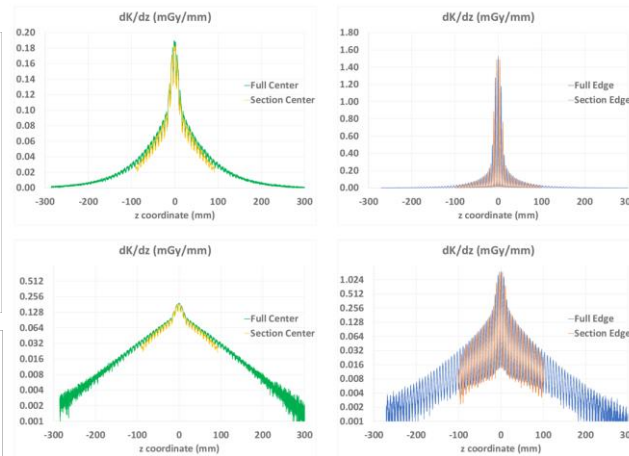 dK/dz (mGy/mm)
0.20
0.18
0.16
0.14
0.12
0.10
0.08
0.06
0.04
0.02
0.00
Full Center
Section Center
-300 -200 -100 0 100 200 300
z coordinate (mm)
dK/dz (mGy/mm)
1.80
1.60
1.40
1.20
1.00
0.80
0.60
0.40
0.20
0.00
Full Edge
Section Edge
-300 -200 -100 0 100 200 300
z coordinate (mm)
dK/dz (mGy/mm)
0.512
0.256
0.128
0.064
0.032
0.016
0.008
0.004
0.002
0.001
Full Center
Section Center
-300 -200 -100 0 100 200 300
z coordinate (mm)
dK/dz (mGy/mm)
1.024
0.512
0.256
0.128
0.064
0.032
0.016
0.008
0.004
0.002
0.001
Full Edge
Section Edge
-300 -200 -100 0 100 200
z coordinate (mm)